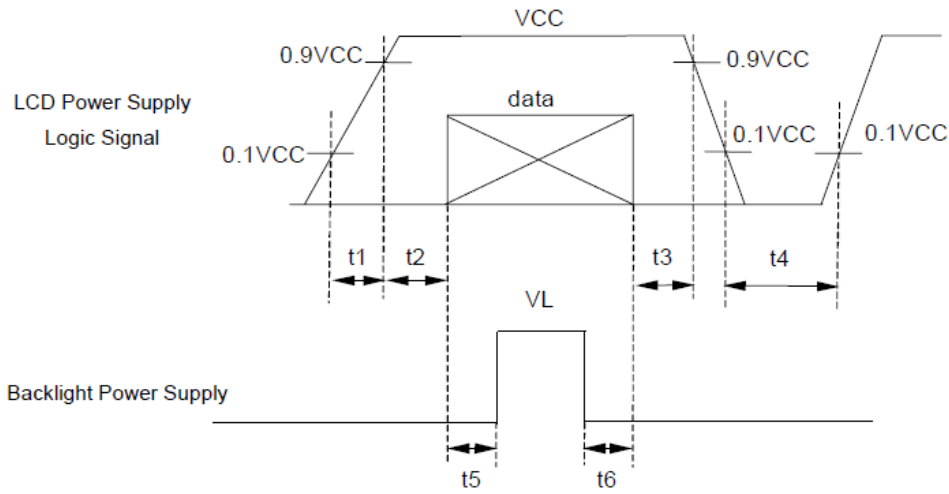 VCC
0.9VCC
0.9VCC
LCD Power Supply
Logic Signal
data
0.1VCC
0.1VCC
0.1VCC
t1
t2
t3
t4
VL
Backlight Power Supply
t5
t6